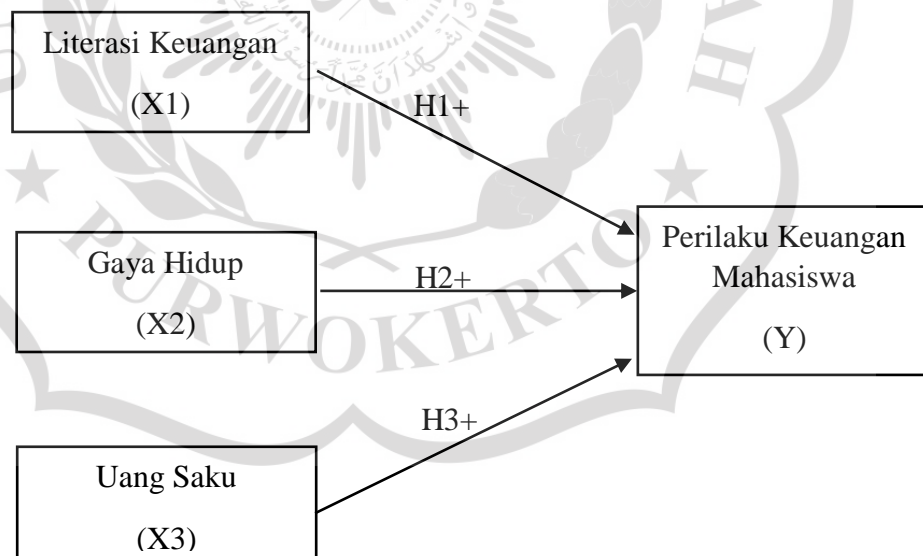 Literasi Keuangan
(X1)
H1+
Gaya Hidup
(X2)
H2+
Perilaku Keuangan
Mahasiswa
(Y)
H3+
Uang Saku
(X3)
PURWOKERTO